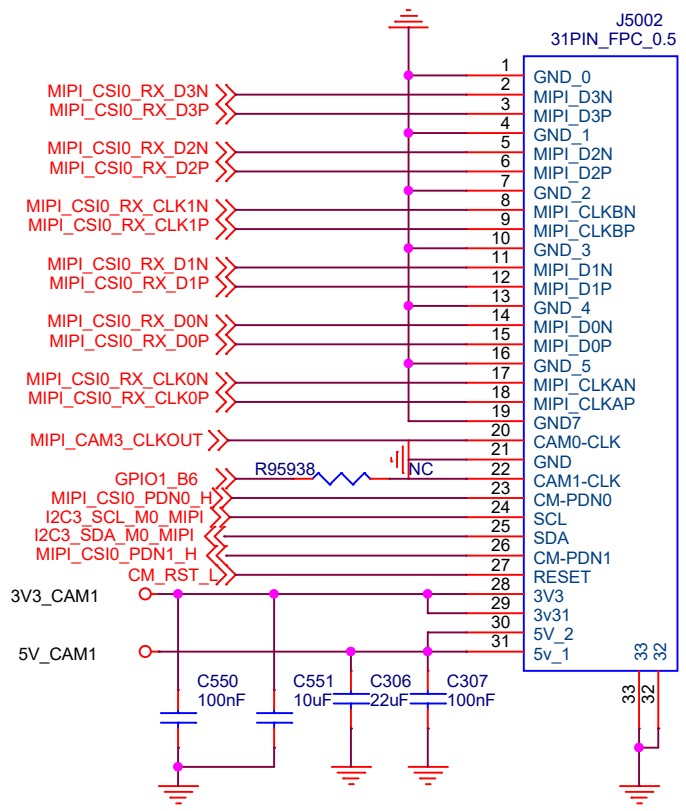 J5002
31PIN_FPC_0.5
1 GND_0
MIPI_CSI0_RX_D3N 2 MIPI_D3N
MIPI_CSI0_RX_D3P 3 MIPI_D3P
4 GND_1
MIPI_CSI0_RX_D2N 5 MIPI_D2N
MIPI_CSI0_RX_D2P 6 MIPI_D2P
7 GND_2
MIPI_CSI0_RX_CLK1N 8 MIPI_CLKBN
MIPI_CSI0_RX_CLK1P 9 MIPI_CLKBP
10 GND_3
MIPI_CSI0_RX_D1N 11 MIPI_D1N
MIPI_CSI0_RX_D1P 12 MIPI_D1P
13 GND_4
MIPI_CSI0_RX_D0N 14 MIPI_D0N
MIPI_CSI0_RX_D0P 15 MIPI_D0P
16 GND_5
MIPI_CSI0_RX_CLK0N 17 MIPI_CLKAN
MIPI_CSI0_RX_CLK0P 18 MIPI_CLKAP
19 GND7
MIPI_CAM3_CLKOUT 20 CAM0-CLK
21 GND
GPIO1_B6 R95938 NC 22 CAM1-CLK
MIPI_CSI0_PDN0_H 23 CM-PDN0
I2C3_SCL_M0_MIPI 24 SCL
I2C3_SDA_M0_MIPI 25 SDA
MIPI_CSI0_PDN1_H 26 CM-PDN1
CM_RST_L 27 RESET
3V3_CAM1 28 3V3
29 3v31
30 5V_2
5V_CAM1 31 5v_1
33 32
33 32
C550 C551 C306 C307
100nF 10uF 22uF 100nF